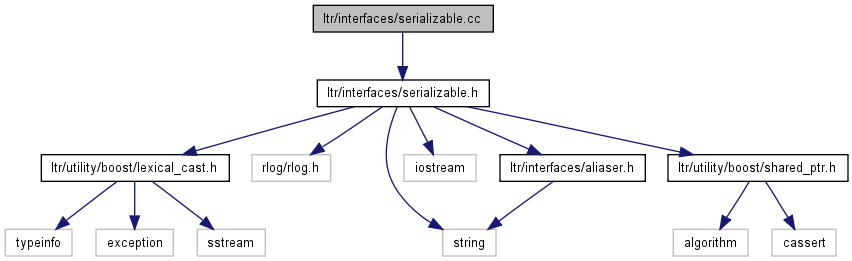 ltr/interfaces/serializable.cc
ltr/interfaces/serializable.h
ltr/utility/boost/lexical_cast.h
rlog/rlog.h
iostream
ltr/interfaces/aliaser.h
ltr/utility/boost/shared_ptr.h
typeinfo
exception
sstream
string
algorithm
cassert